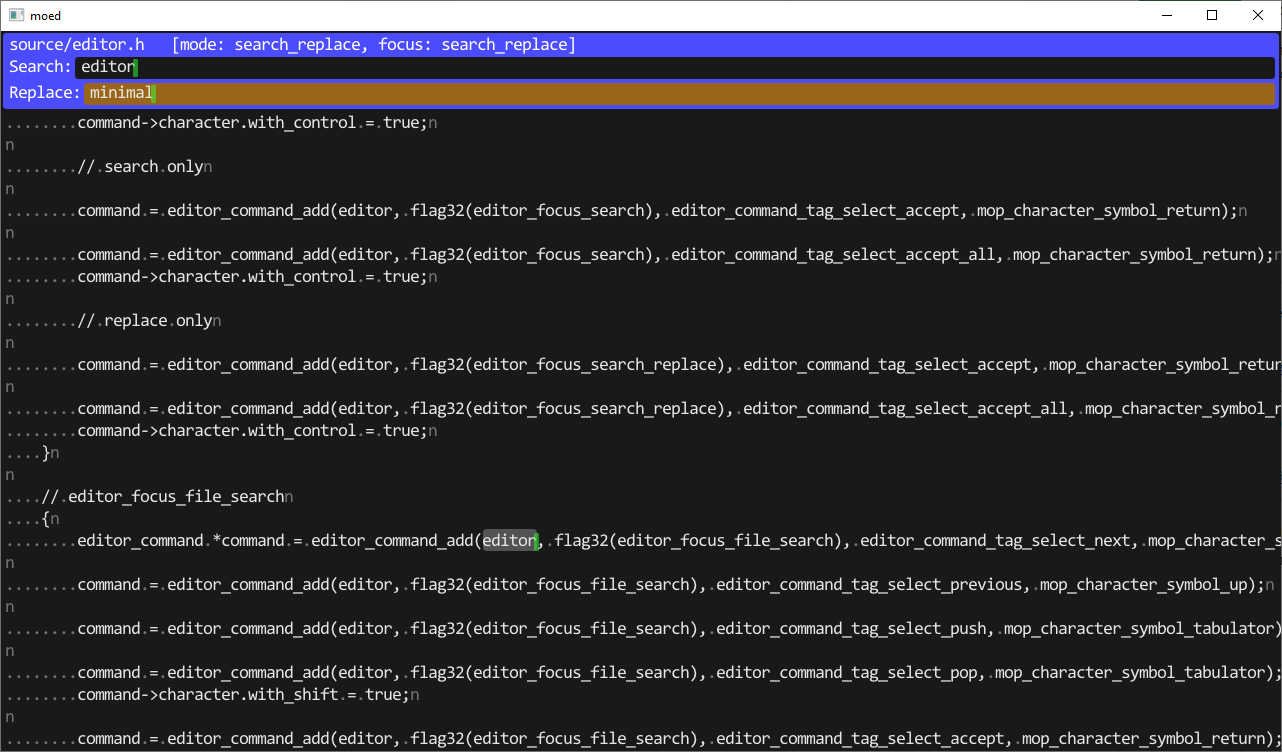 moed
source/editor.h   [mode: search_replace, focus: search_replace]
Search: editor
Replace: minimal
........command->character.with_control.=.true;n
n
........//.search.onlyn
n
........command.=.editor_command_add(editor,.flag32(editor_focus_search),.editor_command_tag_select_accept,.mop_character_symbol_return);n
n
........command.=.editor_command_add(editor,.flag32(editor_focus_search),.editor_command_tag_select_accept_all,.mop_character_symbol_return);n
........command->character.with_control.=.true;n
n
........//.replace.onlyn
n
........command.=.editor_command_add(editor,.flag32(editor_focus_search_replace),.editor_command_tag_select_accept,.mop_character_symbol_retur
n
........command.=.editor_command_add(editor,.flag32(editor_focus_search_replace),.editor_command_tag_select_accept_all,.mop_character_symbol_r
........command->character.with_control.=.true;n
....}n
n
....//.editor_focus_file_searchn
....{n
........editor_command.*command.=.editor_command_add(editor,.flag32(editor_focus_file_search),.editor_command_tag_select_next,.mop_character_s
n
........command.=.editor_command_add(editor,.flag32(editor_focus_file_search),.editor_command_tag_select_previous,.mop_character_symbol_up);n
n
........command.=.editor_command_add(editor,.flag32(editor_focus_file_search),.editor_command_tag_select_push,.mop_character_symbol_tabulator)
n
........command.=.editor_command_add(editor,.flag32(editor_focus_file_search),.editor_command_tag_select_pop,.mop_character_symbol_tabulator);
........command->character.with_shift.=.true;n
n
........command.=.editor_command_add(editor,.flag32(editor_focus_file_search),.editor_command_tag_select_accept,.mop_character_symbol_return);